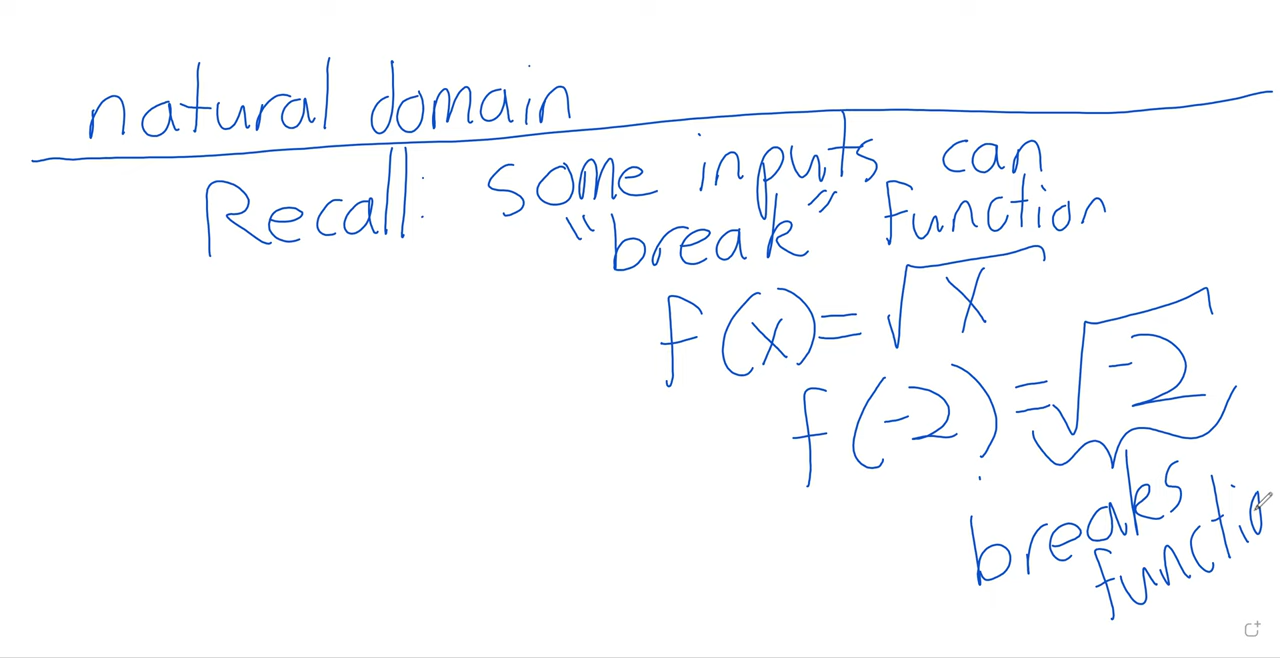 natural domain
Recall: some inputs can
"break" function
f(x)=√x
f(-2)=√-2
breaks
functio